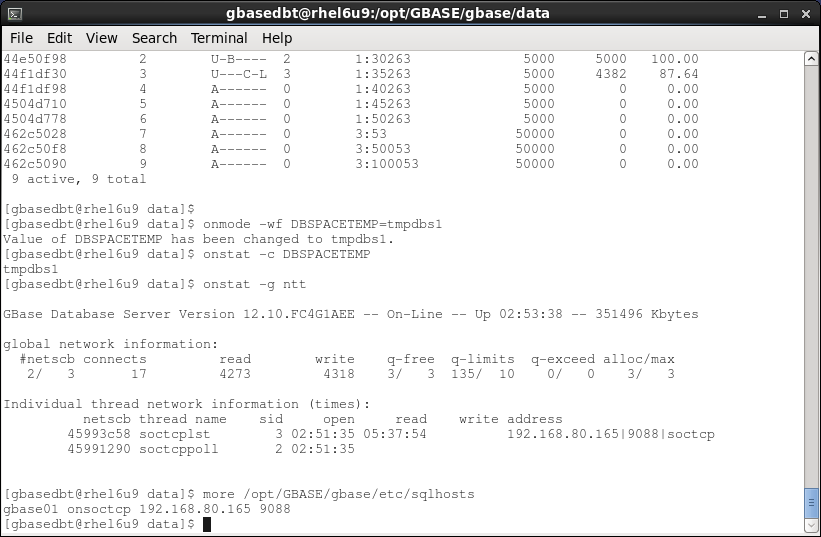 gbasedbt@rhel6u9:/opt/GBASE/gbase/data
File Edit View Search Terminal Help
44e50f98 2 U-B---- 2 1:30263 5000 5000 100.00
44f1df30 3 U---C-L 3 1:35263 5000 4382 87.64
44f1df98 4 A------ 0 1:40263 5000 0 0.00
4504d710 5 A------ 0 1:45263 5000 0 0.00
4504d778 6 A------ 0 1:50263 5000 0 0.00
462c5028 7 A------ 0 3:53 50000 0 0.00
462c50f8 8 A------ 0 3:50053 50000 0 0.00
462c5090 9 A------ 0 3:100053 50000 0 0.00
9 active, 9 total
[gbasedbt@rhel6u9 data]$
[gbasedbt@rhel6u9 data]$ onmode -wf DBSPACETEMP=tmpdbs1
Value of DBSPACETEMP has been changed to tmpdbs1.
[gbasedbt@rhel6u9 data]$ onstat -c DBSPACETEMP
tmpdbs1
[gbasedbt@rhel6u9 data]$ onstat -g ntt
GBase Database Server Version 12.10.FC4G1AEE -- On-Line -- Up 02:53:38 -- 351496 Kbytes
global network information:
#netscb connects read write q-free q-limits q-exceed alloc/max
2/ 3 17 4273 4318 3/ 3 135/ 10 0/ 0 3/ 3
Individual thread network information (times):
netscb thread name sid open read write address
45993c58 soctcplst 3 02:51:35 05:37:54 192.168.80.165|9088|soctcp
45991290 soctcppoll 2 02:51:35
[gbasedbt@rhel6u9 data]$ more /opt/GBASE/gbase/etc/sqlhosts
gbase01 onsoctcp 192.168.80.165 9088
[gbasedbt@rhel6u9 data]$